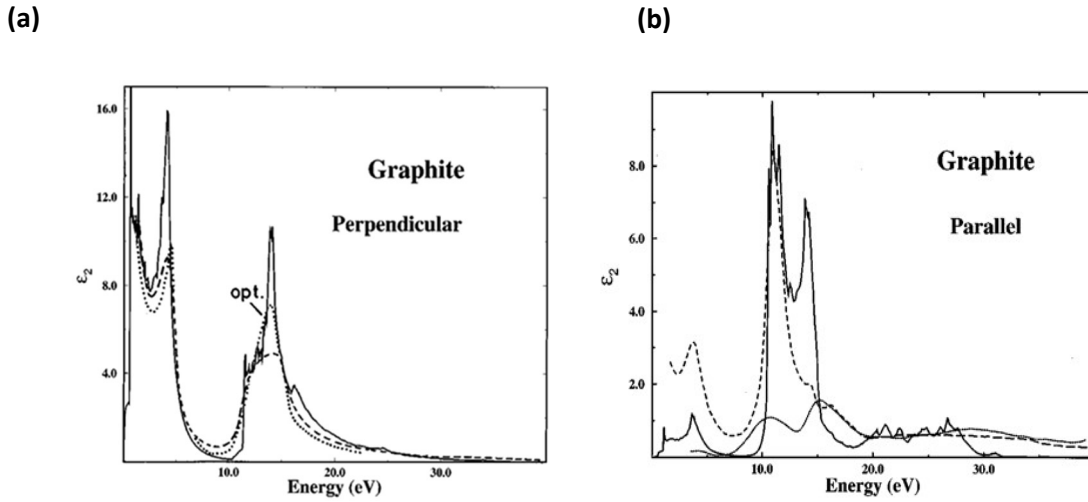 (a)
16.0
12.0
8.0
4.0
ε₂
Graphite
Perpendicular
opt.
10.0 20.0 30.0
Energy (eV)
(b)
8.0
6.0
4.0
2.0
ε₂
Graphite
Parallel
10.0 20.0 30.0
Energy (eV)